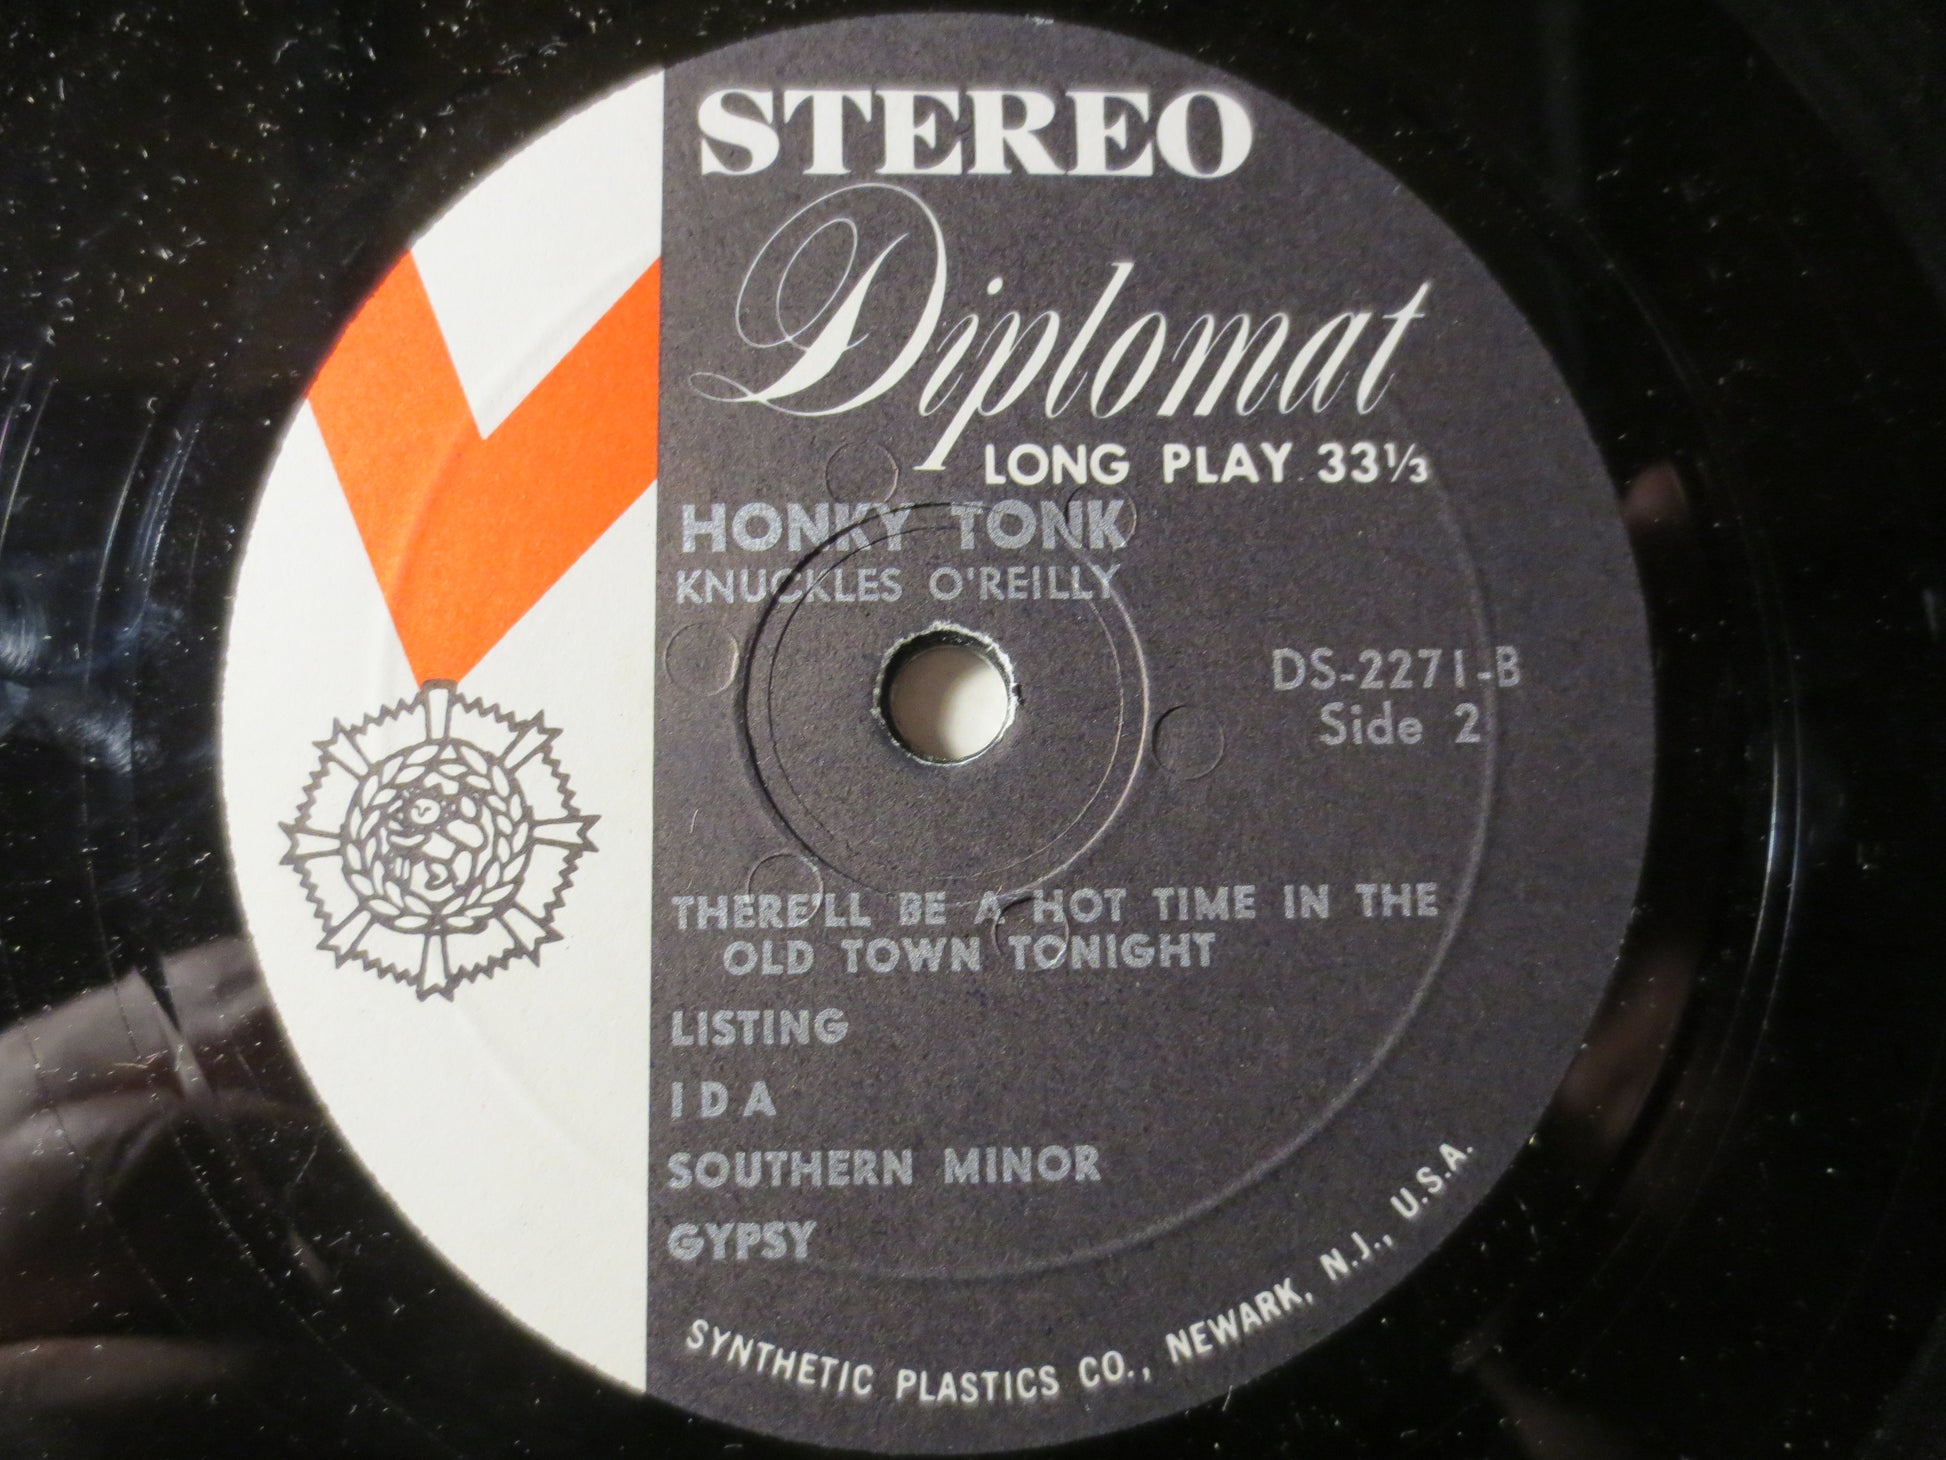 STEREO
Diplomat
LONG PLAY 33⅓
HONKY TONK
KNUCKLES O'REILLY
DS-2271-B
Side 2
THERE'LL BE A HOT TIME IN THE
OLD TOWN TONIGHT
LISTING
IDA
SOUTHERN MINOR
GYPSY
SYNTHETIC PLASTICS CO., NEWARK, N.J., U.S.A.